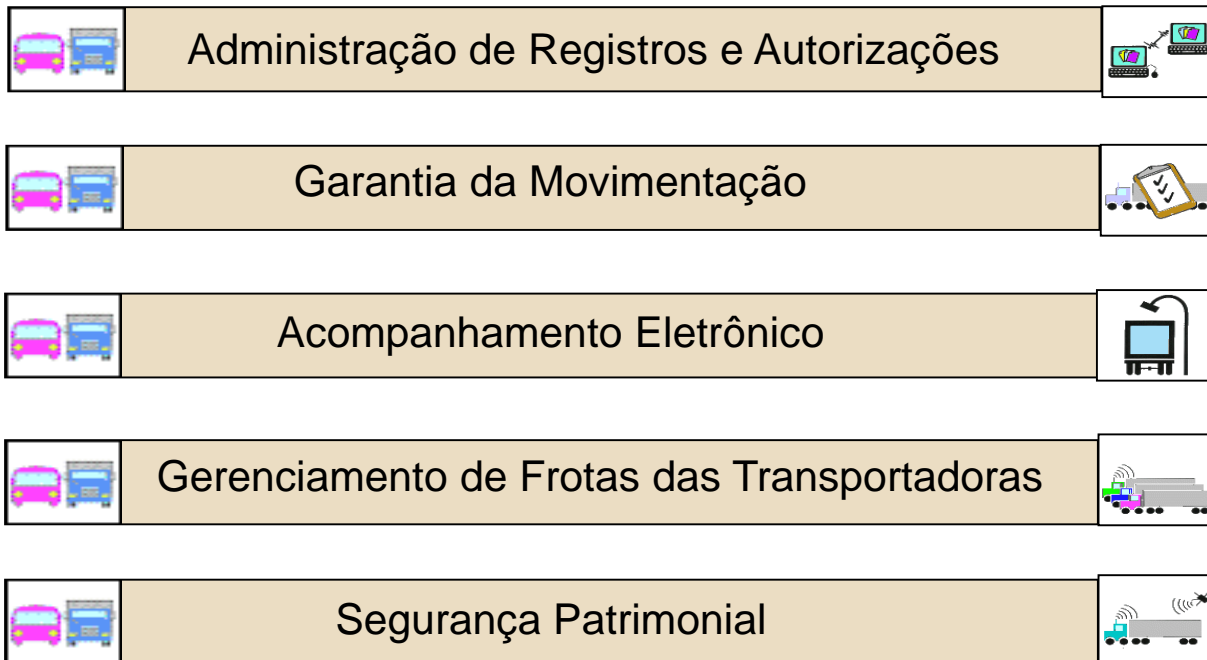 Administração de Registros e Autorizações
Garantia da Movimentação
Acompanhamento Eletrônico
Gerenciamento de Frotas das Transportadoras
Segurança Patrimonial